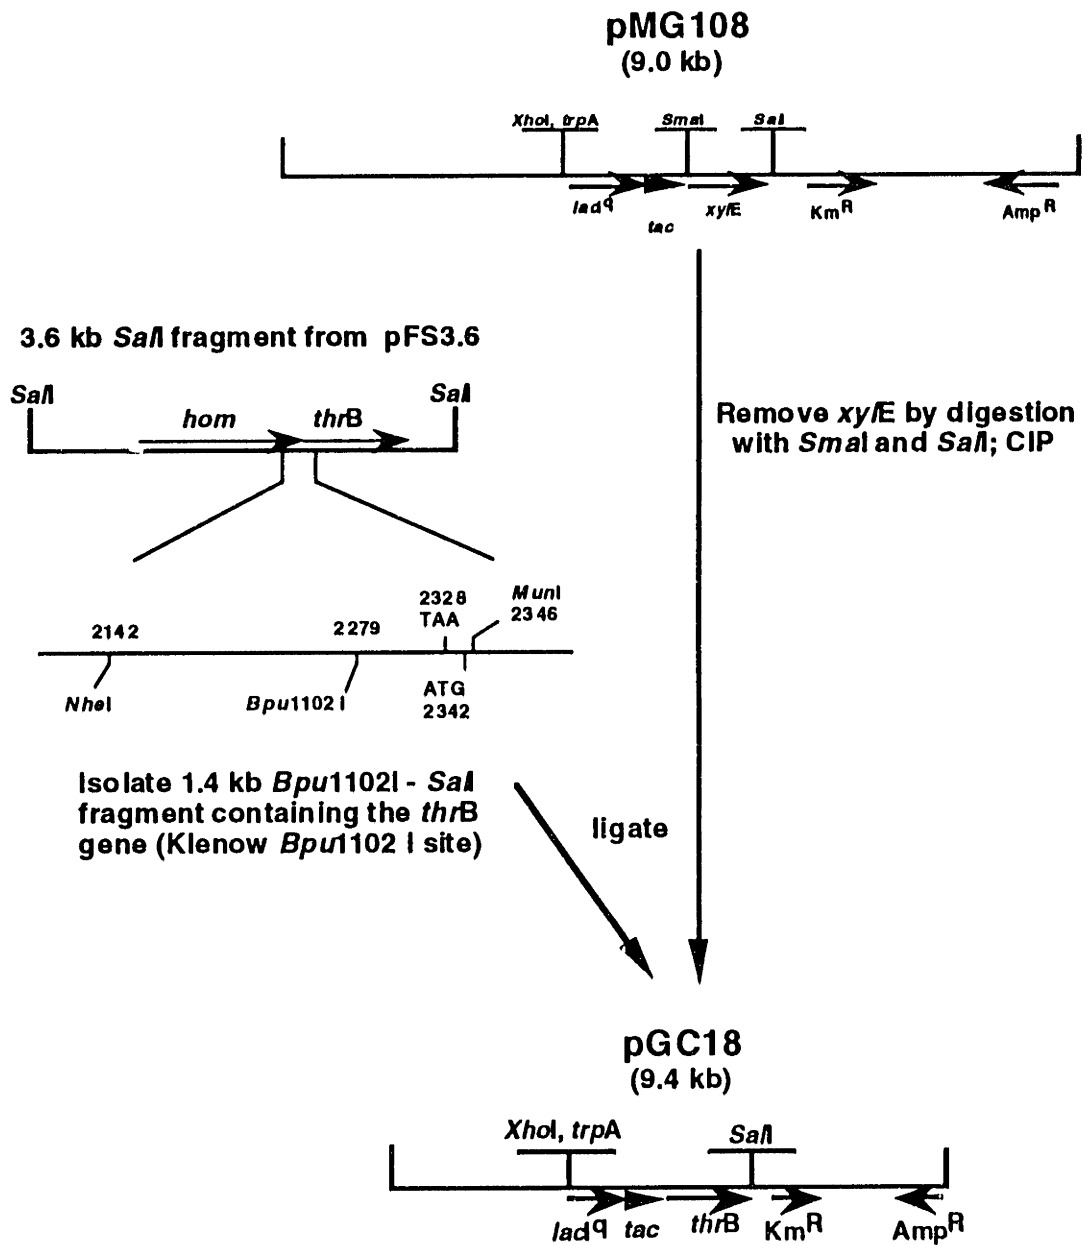 pMG108
(9.0 kb)
XhoI, trpA
SmaI
SalI
lacIq
tac
xylE
KmR
AmpR
3.6 kb SalI fragment from pFS3.6
SalI
SalI
hom
thrB
Remove xylE by digestion
with SmaI and SalI; CIP
2142
2279
2328
TAA
MunI
2346
NheI
Bpu1102 I
ATG
2342
Isolate 1.4 kb Bpu1102I - SalI
fragment containing the thrB
gene (Klenow Bpu1102 I site)
ligate
pGC18
(9.4 kb)
XhoI, trpA
SalI
lacIq
tac
thrB
KmR
AmpR